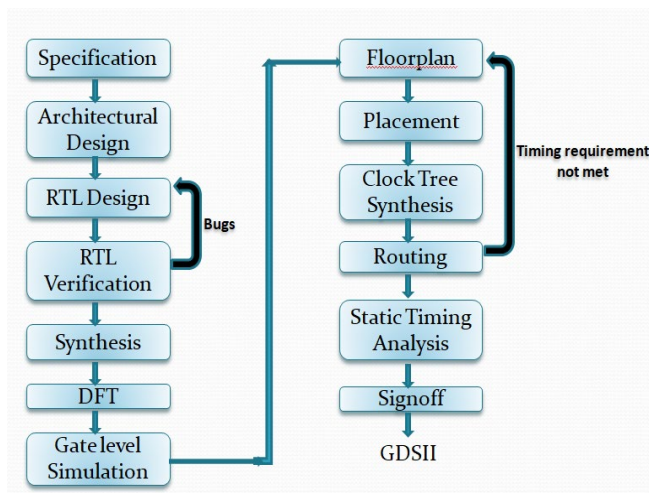 Specification
Architectural
Design
RTL Design
Bugs
RTL
Verification
Synthesis
DFT
Gate level
Simulation
Floorplan
Placement
Timing requirement
not met
Clock Tree
Synthesis
Routing
Static Timing
Analysis
Signoff
GDSII